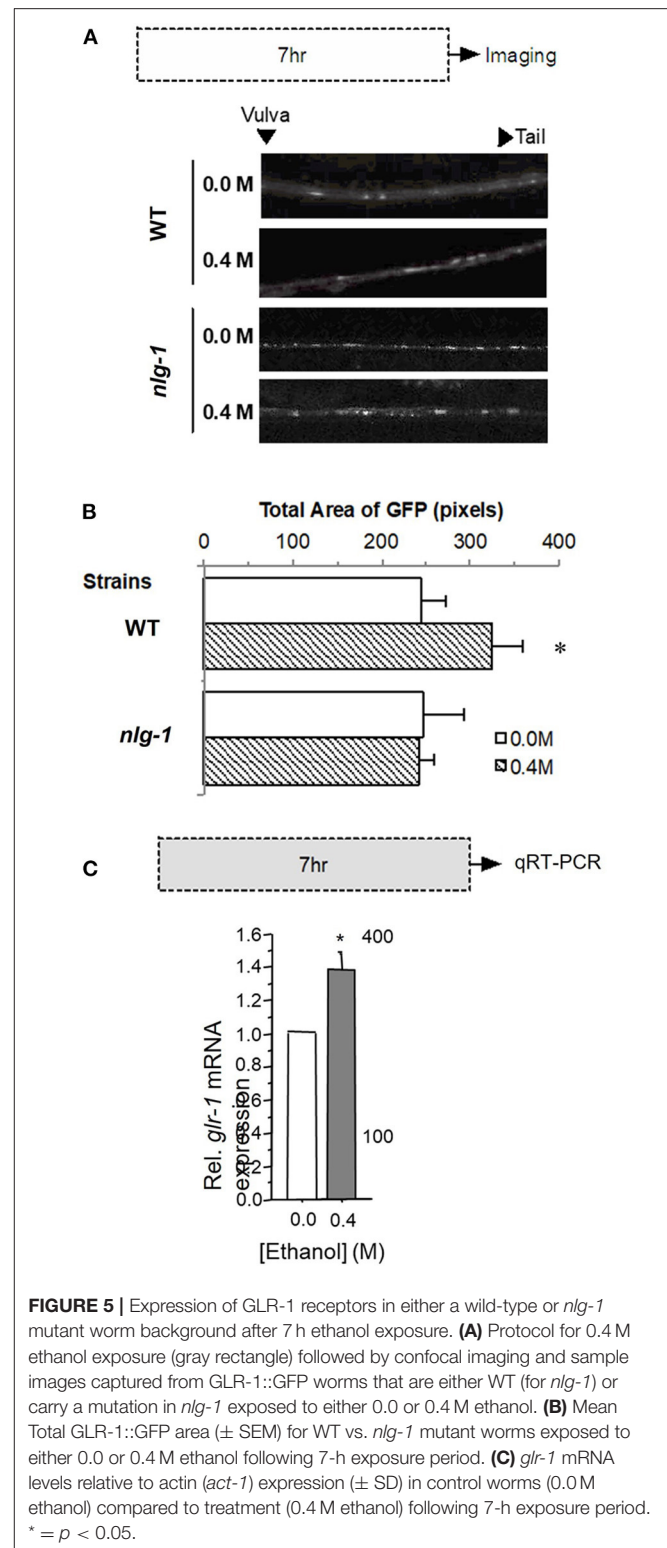 A
7hr
Imaging
Vulva
Tail
WT
0.0 M
0.4 M
nlg-1
0.0 M
0.4 M
B
Total Area of GFP (pixels)
0 100 200 300 400
Strains
WT
*
nlg-1
0.0M
0.4M
C
7hr
qRT-PCR
Rel. glr-1 mRNA
expression
1.6
1.4
1.2
1.0
0.8
0.6
0.4
0.2
0.0
* 400
100
0.0 0.4
[Ethanol] (M)
FIGURE 5 | Expression of GLR-1 receptors in either a wild-type or nlg-1
mutant worm background after 7 h ethanol exposure. (A) Protocol for 0.4 M
ethanol exposure (gray rectangle) followed by confocal imaging and sample
images captured from GLR-1::GFP worms that are either WT (for nlg-1) or
carry a mutation in nlg-1 exposed to either 0.0 or 0.4 M ethanol. (B) Mean
Total GLR-1::GFP area (± SEM) for WT vs. nlg-1 mutant worms exposed to
either 0.0 or 0.4 M ethanol following 7-h exposure period. (C) glr-1 mRNA
levels relative to actin (act-1) expression (± SD) in control worms (0.0 M
ethanol) compared to treatment (0.4 M ethanol) following 7-h exposure period.
* = p < 0.05.